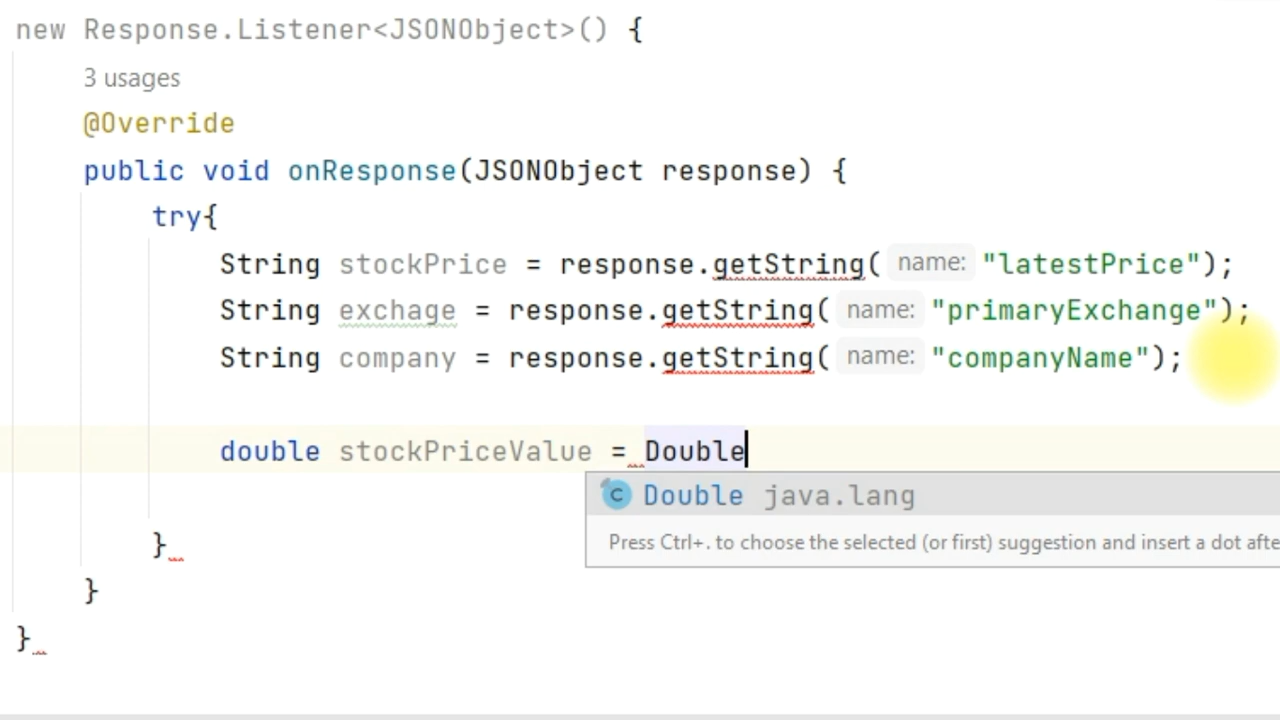 new Response.Listener<JSONObject>() {
3 usages
@Override
public void onResponse(JSONObject response) {
try{
String stockPrice = response.getString( name: "latestPrice");
String exchage = response.getString( name: "primaryExchange");
String company = response.getString( name: "companyName");
double stockPriceValue = Double
Double java.lang
Press Ctrl+. to choose the selected (or first) suggestion and insert a dot afte
}
}
}